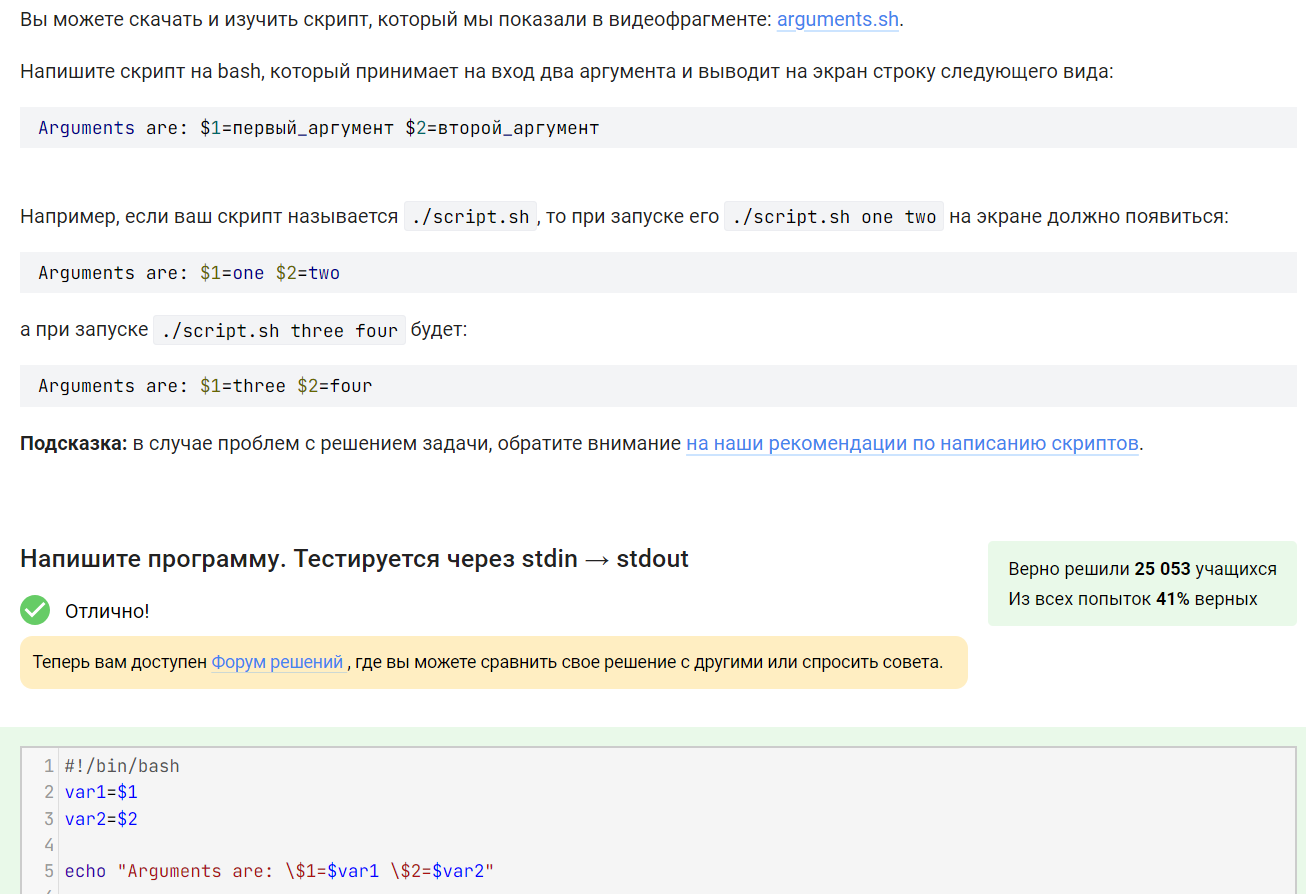 Вы можете скачать и изучить скрипт, который мы показали в видеофрагменте: arguments.sh.
Напишите скрипт на bash, который принимает на вход два аргумента и выводит на экран строку следующего вида:
Arguments are: $1=первый_аргумент $2=второй_аргумент
Например, если ваш скрипт называется ./script.sh, то при запуске его ./script.sh one two на экране должно появиться:
Arguments are: $1=one $2=two
а при запуске ./script.sh three four будет:
Arguments are: $1=three $2=four
Подсказка: в случае проблем с решением задачи, обратите внимание на наши рекомендации по написанию скриптов.
Напишите программу. Тестируется через stdin → stdout
Верно решили 25 053 учащихся
Из всех попыток 41% верных
Отлично!
Теперь вам доступен Форум решений , где вы можете сравнить свое решение с другими или спросить совета.
1 #!/bin/bash
2 var1=$1
3 var2=$2
4
5 echo "Arguments are: \$1=$var1 \$2=$var2"